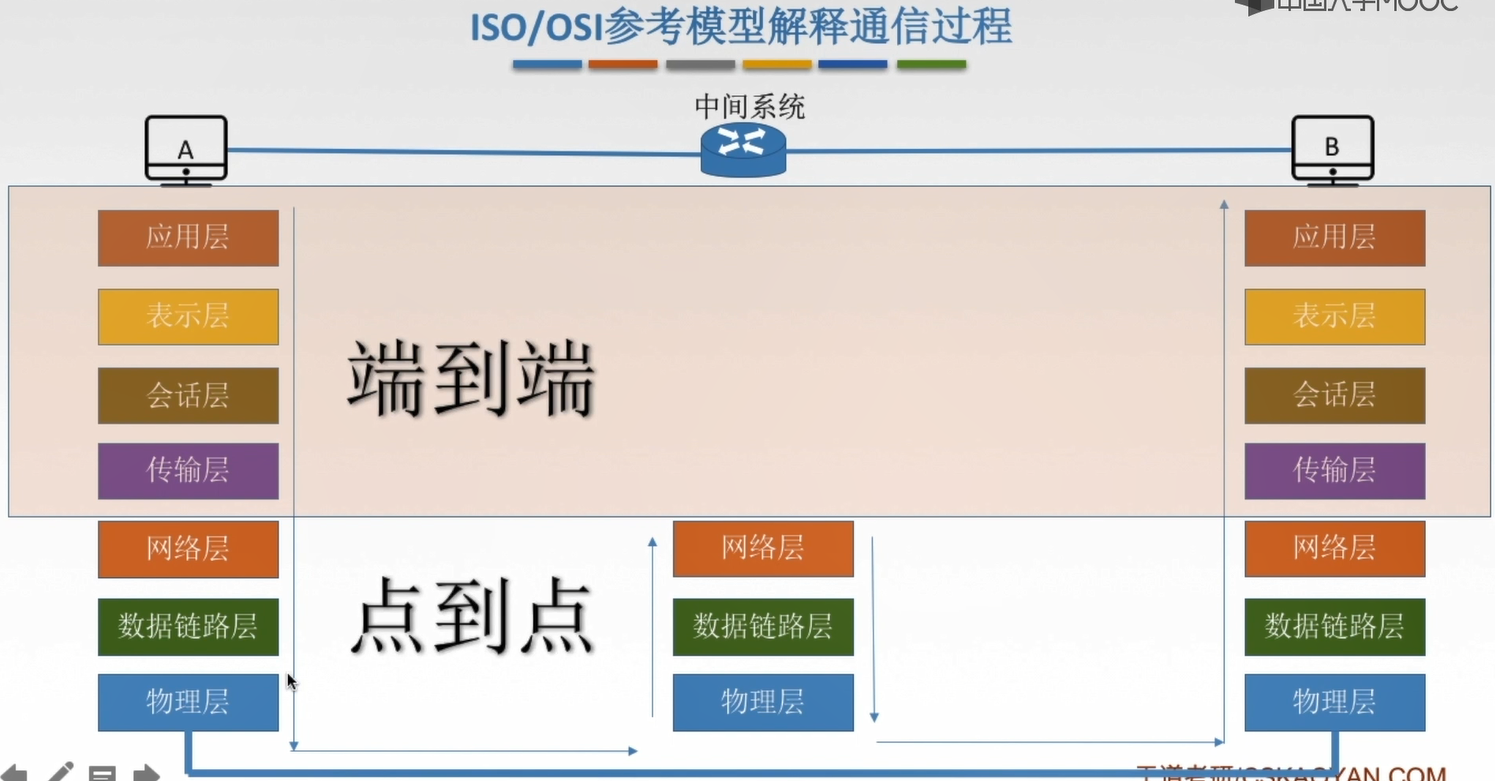 中国大学MOOC
ISO/OSI参考模型解释通信过程
中间系统
A
B
应用层
应用层
表示层
表示层
端到端
会话层
会话层
传输层
传输层
网络层
网络层
网络层
点到点
数据链路层
数据链路层
数据链路层
物理层
物理层
物理层
王道考研/CSKAOYAN.COM